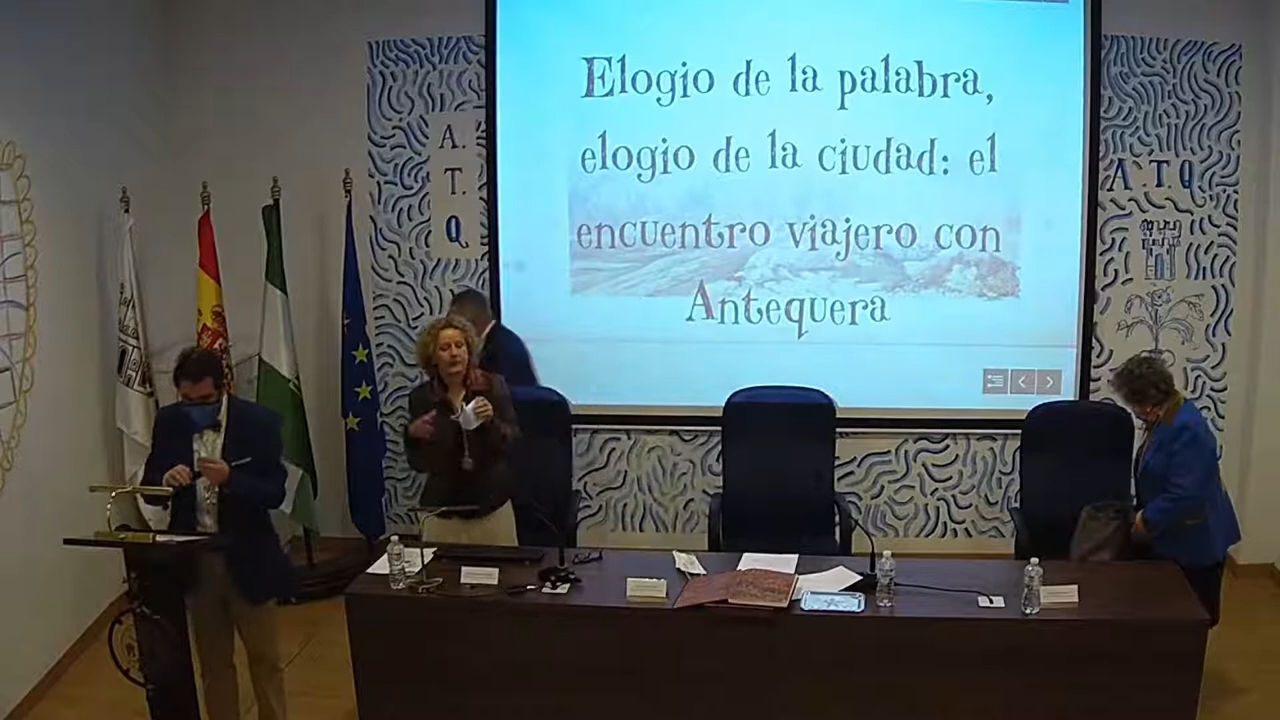 Elogio de la palabra,
elogio de la ciudad: el
encuentro viajero con
Antequera
A.
T.
Q
A.T.Q